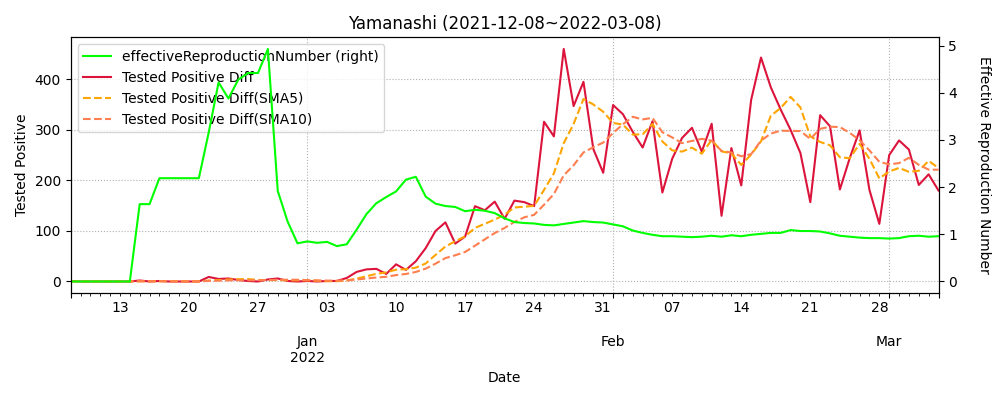 Yamanashi (2021-12-08~2022-03-08)
effectiveReproductionNumber (right)
Tested Positive Diff
Tested Positive Diff(SMA5)
Tested Positive Diff(SMA10)
Tested Positive
400
300
200
100
0
5
4
3
2
1
0
Effective Reproduction Number
13 20 27 03 10 17 24 31 07 14 21 28
Jan Feb Mar
2022
Date